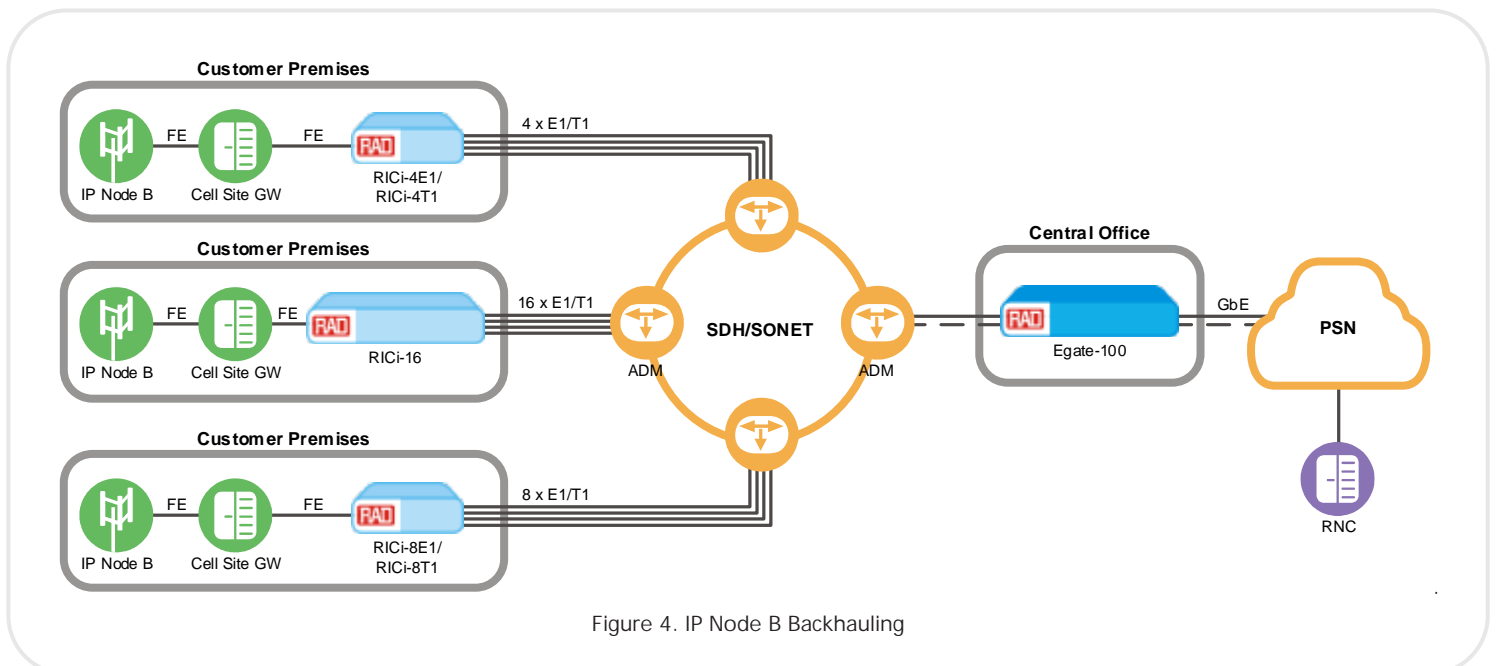 Customer Premises
FE
FE
4 x E1/T1
RAD
IP Node B
Cell Site GW
RICi-4E1/
RICi-4T1
Customer Premises
FE
FE
16 x E1/T1
RAD
IP Node B
Cell Site GW
RICi-16
ADM
SDH/SONET
ADM
Central Office
RAD
GbE
Egate-100
PSN
RNC
Customer Premises
FE
FE
8 x E1/T1
RAD
IP Node B
Cell Site GW
RICi-8E1/
RICi-8T1
Figure 4. IP Node B Backhauling